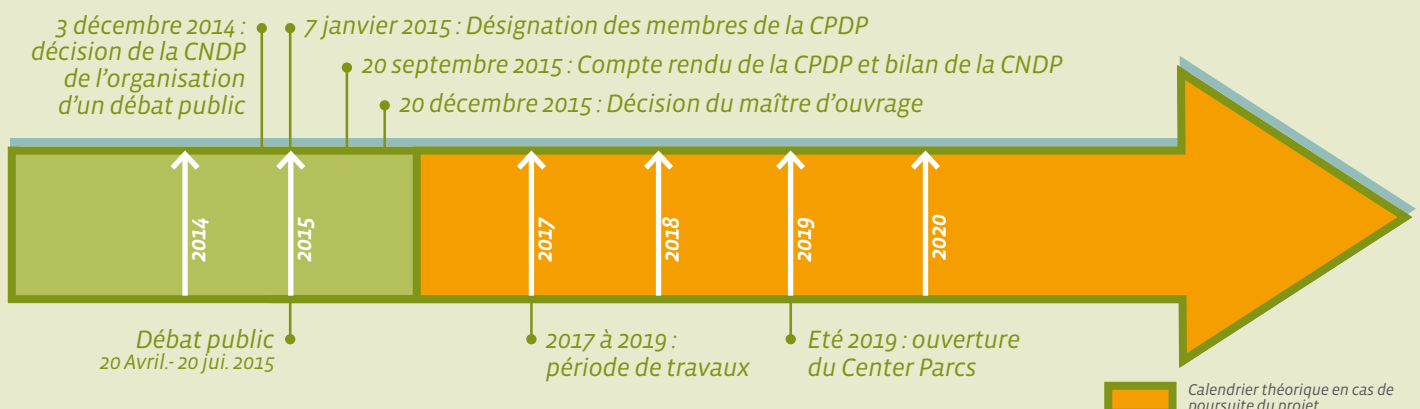 3 décembre 2014 :
décision de la CNDP
de l'organisation
d'un débat public
7 janvier 2015 : Désignation des membres de la CPDP
20 septembre 2015 : Compte rendu de la CPDP et bilan de la CNDP
20 décembre 2015 : Décision du maître d'ouvrage
2014
2015
2017
2018
2019
2020
Débat public
20 Avril.- 20 jui. 2015
2017 à 2019 :
période de travaux
Eté 2019 : ouverture
du Center Parcs
Calendrier théorique en cas de
poursuite du projet